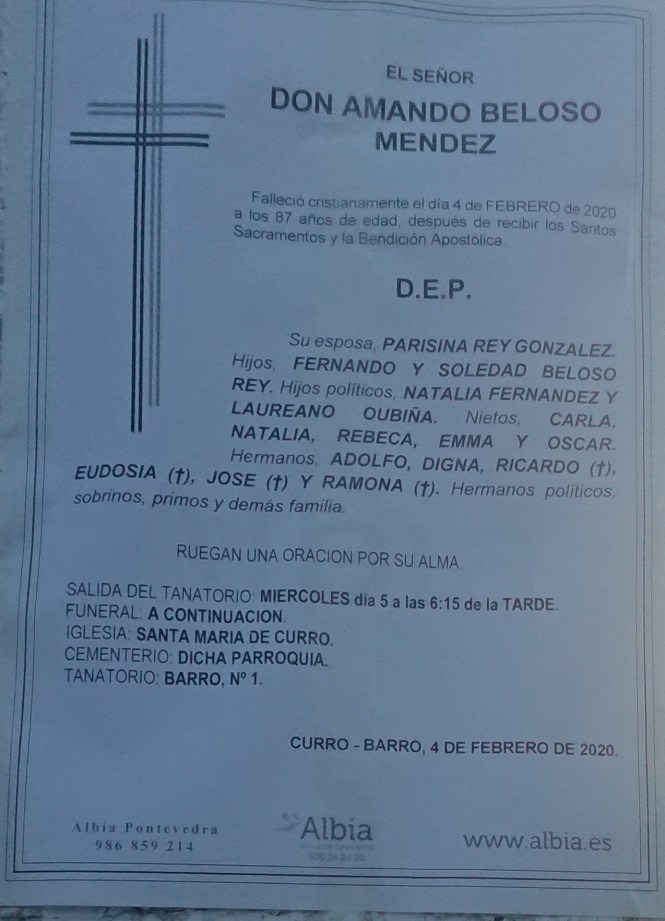 EL SEÑOR
DON AMANDO BELOSO
MENDEZ
Falleció cristianamente el día 4 de FEBRERO de 2020
a los 87 años de edad, después de recibir los Santos
Sacramentos y la Bendición Apostólica.
D.E.P.
Su esposa, PARISINA REY GONZALEZ.
Hijos, FERNANDO Y SOLEDAD BELOSO
REY. Hijos políticos, NATALIA FERNANDEZ Y
LAUREANO OUBIÑA. Nietos, CARLA,
NATALIA, REBECA, EMMA Y OSCAR.
Hermanos, ADOLFO, DIGNA, RICARDO (†),
EUDOSIA (†), JOSE (†) Y RAMONA (†). Hermanos políticos,
sobrinos, primos y demás familia.
RUEGAN UNA ORACION POR SU ALMA.
SALIDA DEL TANATORIO: MIERCOLES día 5 a las 6:15 de la TARDE.
FUNERAL: A CONTINUACION.
IGLESIA: SANTA MARIA DE CURRO.
CEMENTERIO: DICHA PARROQUIA.
TANATORIO: BARRO, Nº 1.
CURRO - BARRO, 4 DE FEBRERO DE 2020.
Albia Pontevedra
986 859 214
Albia
www.albia.es